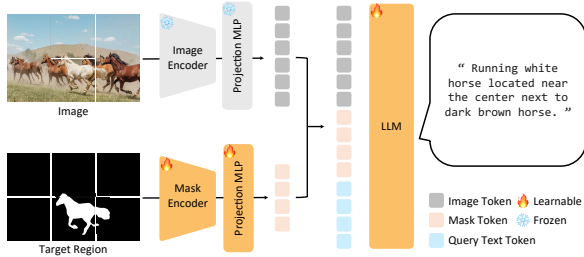 Image
Image
Encoder
Projection MLP
Target Region
Mask
Encoder
Projection MLP
LLM
“ Running white
horse located near
the center next to
dark brown horse. ”
Image Token
Learnable
Mask Token
Frozen
Query Text Token